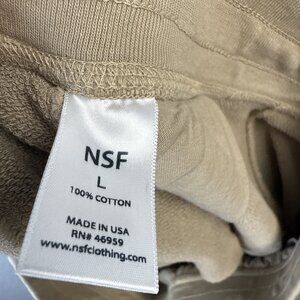 NSF
L
100% COTTON
MADE IN USA
RN# 46959
www.nsfclothing.com